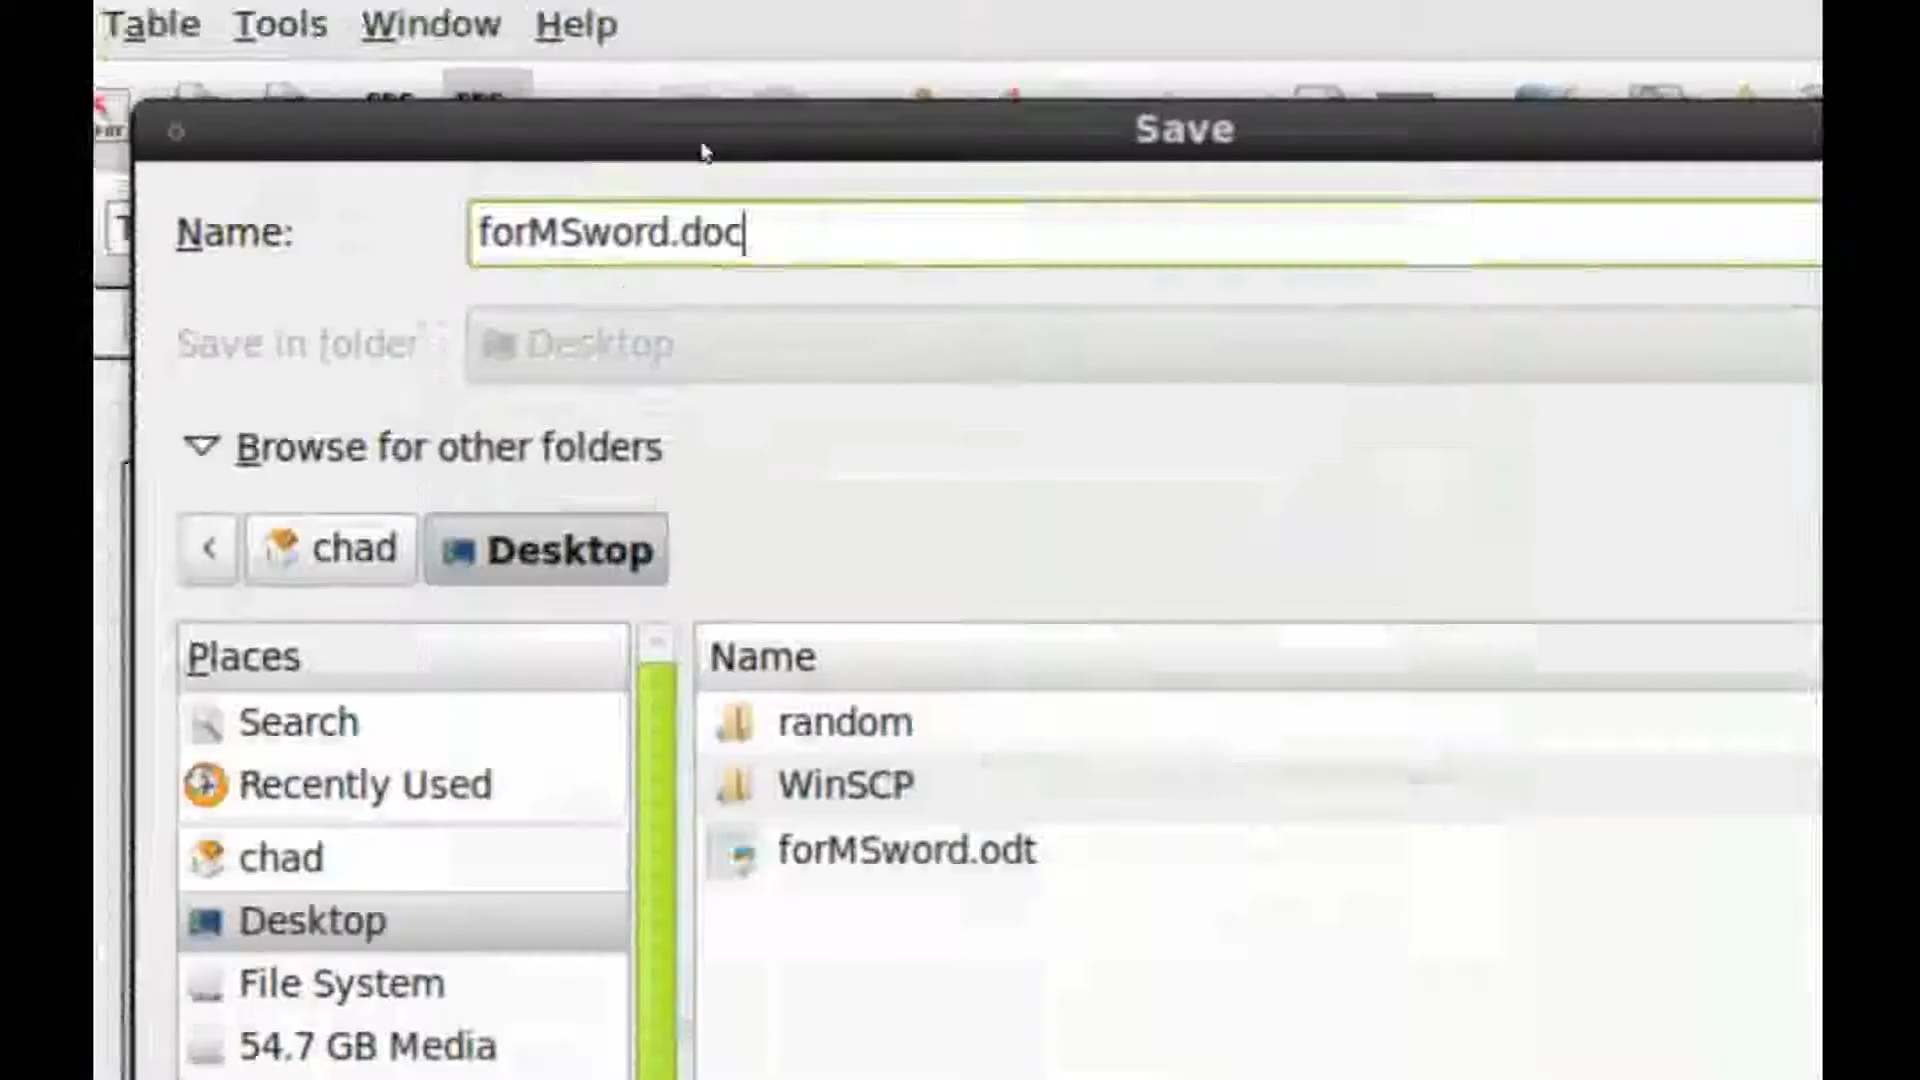 Table Tools Window Help
Save
Name: forMSword.doc
Save in folder: Desktop
Browse for other folders
< chad Desktop
Places Name
Search random
Recently Used WinSCP
chad forMSword.odt
Desktop
File System
54.7 GB Media